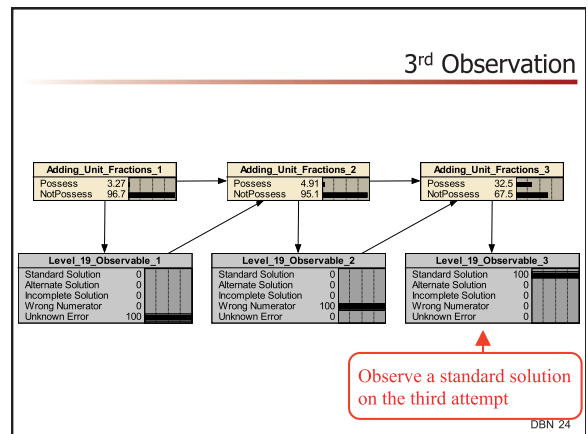 3rd Observation
Adding_Unit_Fractions_1
Possess 3.27
NotPossess 96.7
Adding_Unit_Fractions_2
Possess 4.91
NotPossess 95.1
Adding_Unit_Fractions_3
Possess 32.5
NotPossess 67.5
Level_19_Observable_1
Standard Solution 0
Alternate Solution 0
Incomplete Solution 0
Wrong Numerator 0
Unknown Error 100
Level_19_Observable_2
Standard Solution 0
Alternate Solution 0
Incomplete Solution 0
Wrong Numerator 100
Unknown Error 0
Level_19_Observable_3
Standard Solution 100
Alternate Solution 0
Incomplete Solution 0
Wrong Numerator 0
Unknown Error 0
Observe a standard solution
on the third attempt
DBN 24